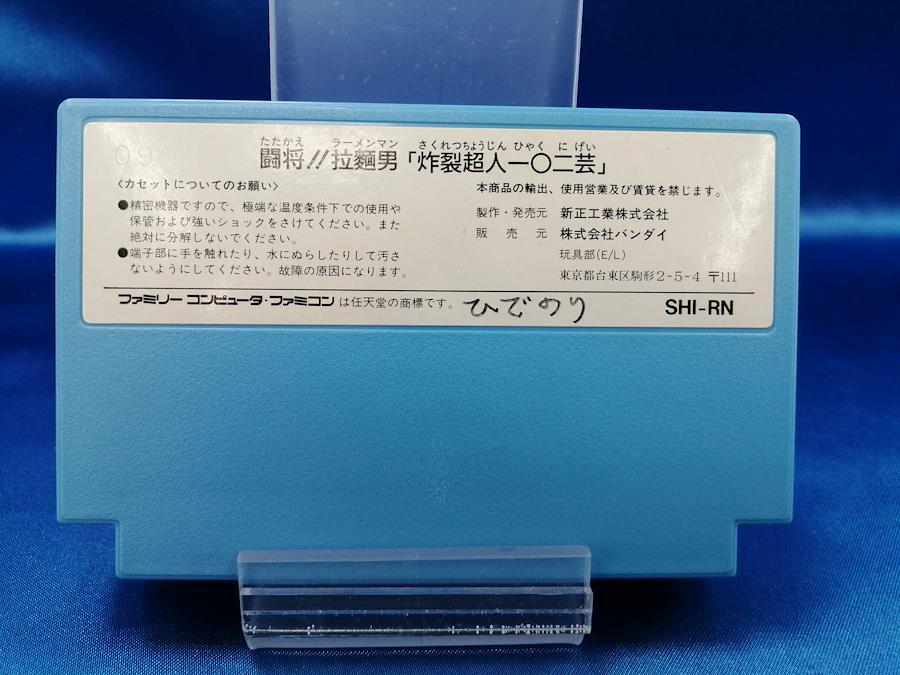 09
たたかえ ラーメンマン さくれつちょうじん ひゃく に げい
闘将!!拉麵男「炸裂超人一〇二芸」
〈カセットについてのお願い〉
●精密機器ですので、極端な温度条件下での使用や
保管および強いショックをさけてください。また
絶対に分解しないでください。
●端子部に手を触れたり、水にぬらしたりして汚さ
ないようにしてください。故障の原因になります。
本商品の輸出、使用営業及び賃貸を禁じます。
製作・発売元 新正工業株式会社
販売元 株式会社バンダイ
玩具部(E/L)
東京都台東区駒形2-5-4 〒111
ファミリーコンピュータ・ファミコンは任天堂の商標です。
ひでのり
SHI-RN